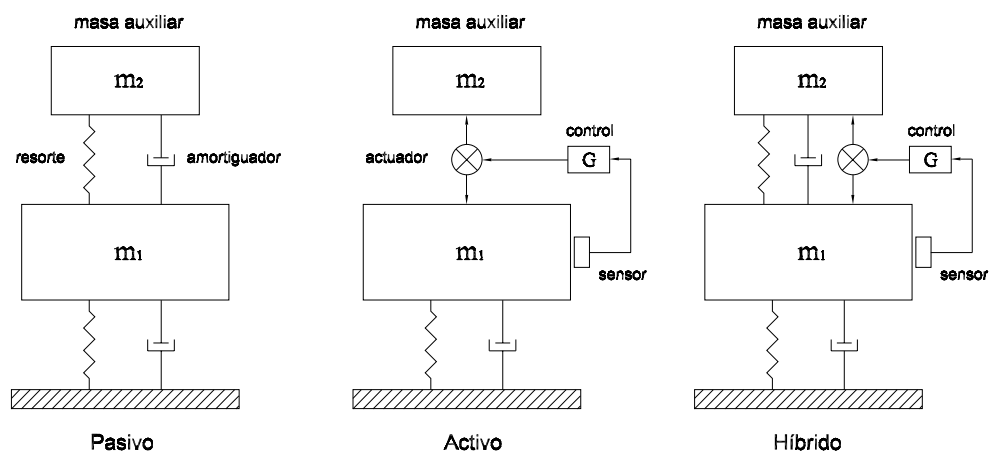 masa auxiliar
m2
resorte
amortiguador
m1
Pasivo
masa auxiliar
m2
actuador
control
G
m1
sensor
Activo
masa auxiliar
m2
control
G
m1
sensor
Híbrido